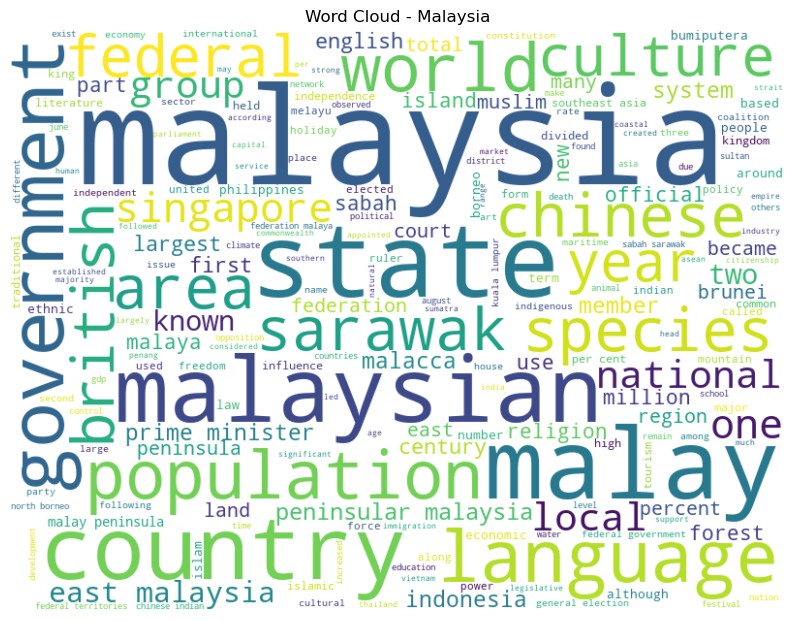 Word Cloud - Malaysia
exist
economy
international
federal
english
total
constitution
bumiputera
king
may
per
strong
world
culture
part
group
network
independence
island
muslim
many
system
literature
sector
held
melayu
southeast asia
based
strait
make
june
according
observed
holiday
rate
coalition
government
malaysia
divided
people
parliament
coastal
created
three
kingdom
different
human
capital
place
market
found
asia
due
sultan
service
district
new
independent
united
philippines
elected
borneo
ange
form
death
official
policy
around
traditional
british
singapore
sabah
political
art
chinese
empire
others
followed
federation malaya
commonwealth
appointed
court
kuala lumpur
maritime
sabah sarawak
industry
largest
climate
southern
ruler
state
year
became
established
majority
issue
first
natural
term
animal
asean
citizenship
area
name
august
sumatra
indian
two
brunei
ethnic
federation
indigenous
member
common
called
known
largely
opposition
sarawak
species
head
malaya
penang
considered
countries
malacca
house
use
per cent
mountain
gdp
used
freedom
influence
malaysian
india
national
second
control
law
led
million
school
large
age
region
major
one
prime minister
east
number
religion
high
remain
among
much
peninsula
century
significant
tourism
party
population
malay
north borneo
following
land
peninsular malaysia
local
percent
level
support
malay peninsula
time
force
immigration
water
economic
federal government
forest
development
country
islam
increased
education
along
language
vietnam
power
legislative
although
islamic
east malaysia
cultural
indonesia
nation
federal territories
chinese indian
thailand
general election
festival